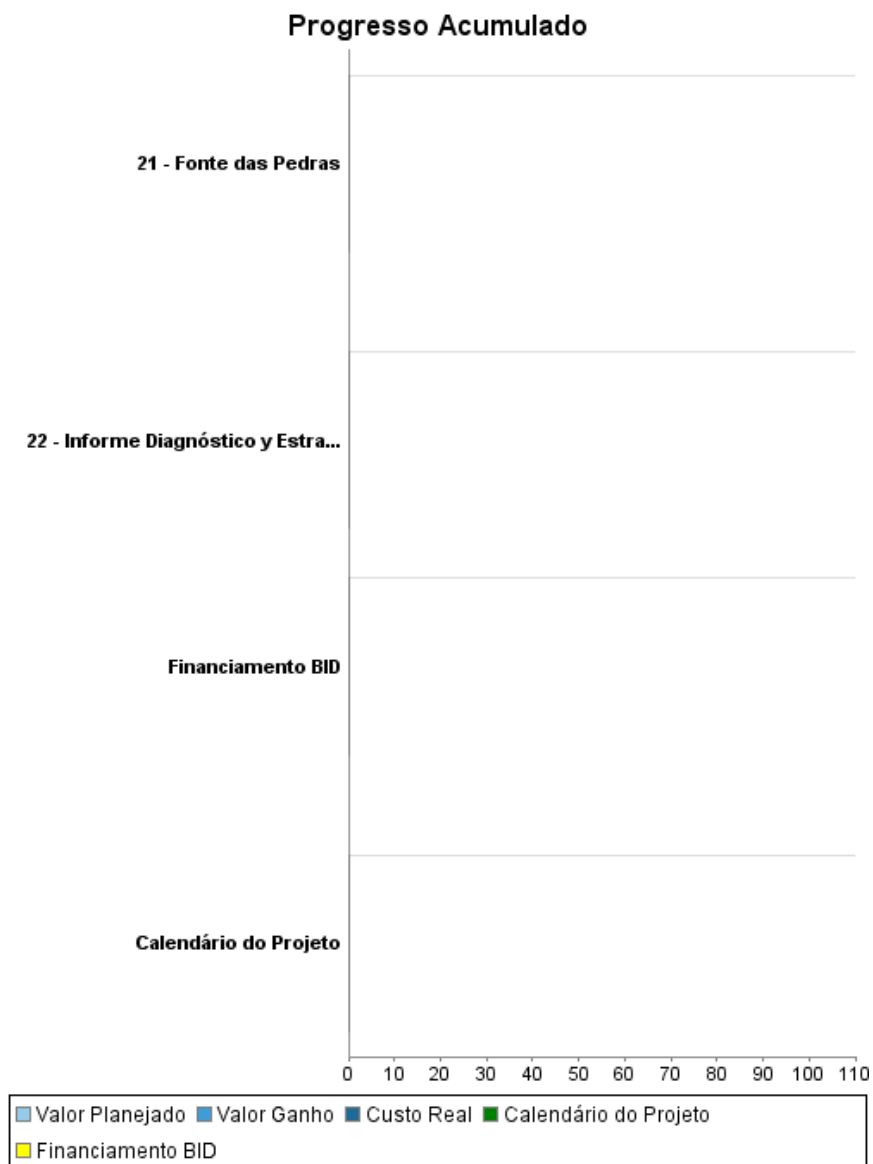 Progresso Acumulado
21 - Fonte das Pedras
22 - Informe Diagnóstico y Estra...
Financiamento BID
Calendário do Projeto
0 10 20 30 40 50 60 70 80 90 100 110
Valor Planejado Valor Ganho Custo Real Calendário do Projeto
Financiamento BID